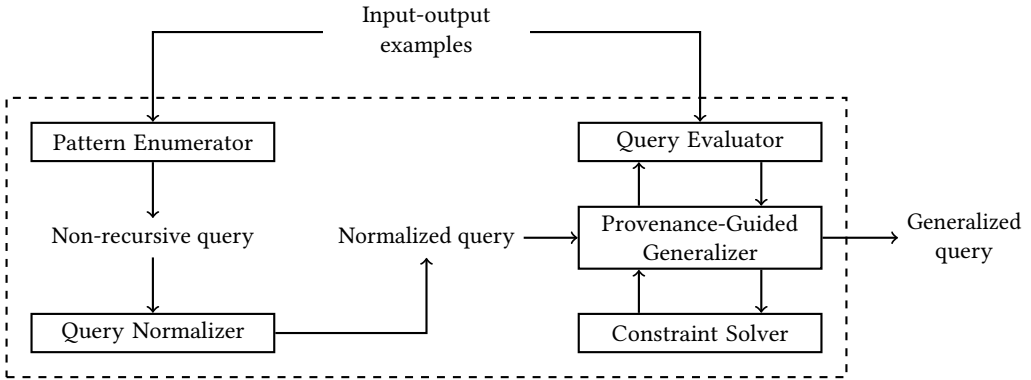 Input-output
examples
Pattern Enumerator
Query Evaluator
Non-recursive query
Normalized query
Provenance-Guided
Generalizer
Generalized
query
Query Normalizer
Constraint Solver